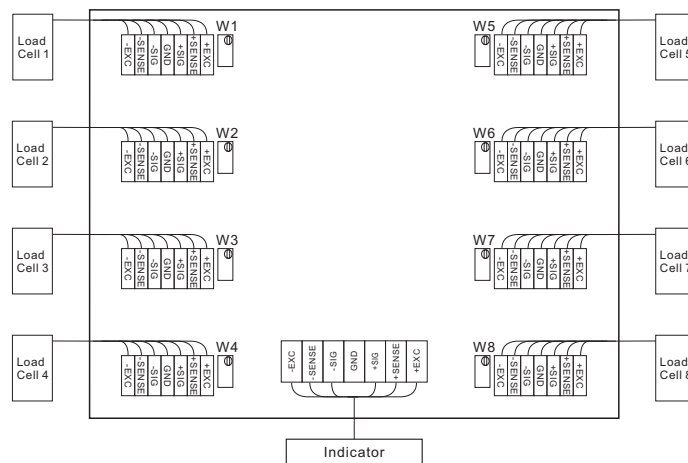 Load
Cell 1
W1
-EXC
-SENSE
-SIG
GND
+SIG
+SENSE
+EXC
W5
-EXC
-SENSE
-SIG
GND
+SIG
+SENSE
+EXC
Load
Cell 5
Load
Cell 2
W2
-EXC
-SENSE
-SIG
GND
+SIG
+SENSE
+EXC
W6
-EXC
-SENSE
-SIG
GND
+SIG
+SENSE
+EXC
Load
Cell 6
Load
Cell 3
W3
-EXC
-SENSE
-SIG
GND
+SIG
+SENSE
+EXC
W7
-EXC
-SENSE
-SIG
GND
+SIG
+SENSE
+EXC
Load
Cell 7
Load
Cell 4
W4
-EXC
-SENSE
-SIG
GND
+SIG
+SENSE
+EXC
-EXC
-SENSE
-SIG
GND
+SIG
+SENSE
+EXC
W8
-EXC
-SENSE
-SIG
GND
+SIG
+SENSE
+EXC
Load
Cell 8
Indicator